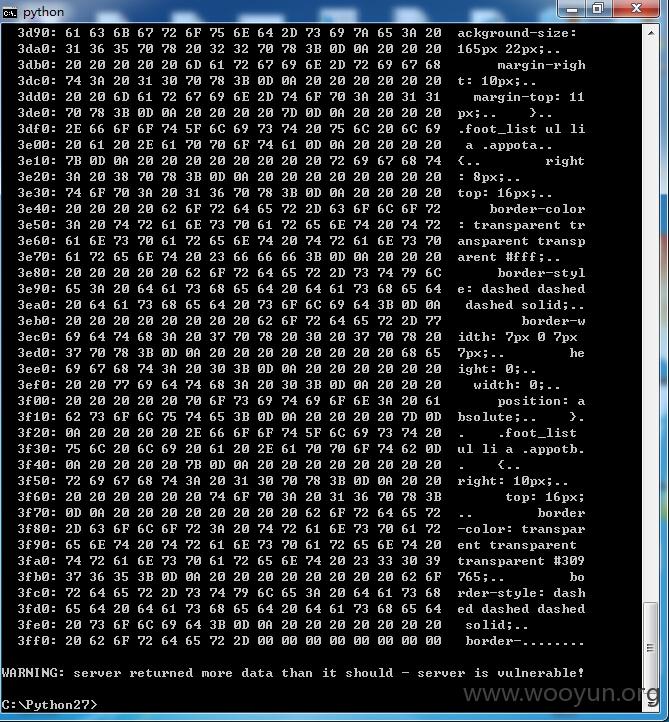 python
3d90: 61 63 6B 67 72 6F 75 6E 64 2D 73 69 7A 65 3A 20 ackground-size:
3da0: 31 36 35 70 78 20 32 32 70 78 3B 0D 0A 20 20 20 165px 22px;..
3db0: 20 20 20 20 20 6D 61 72 67 69 6E 2D 72 69 67 68 margin-righ
3dc0: 74 3A 20 31 30 70 78 3B 0D 0A 20 20 20 20 20 20 t: 10px;..
3dd0: 20 20 6D 61 72 67 69 6E 2D 74 6F 70 3A 20 31 31 margin-top: 11
3de0: 70 78 3B 0D 0A 20 20 20 20 7D 0D 0A 20 20 20 20 px;.. }..
3df0: 2E 66 6F 6F 74 5F 6C 69 73 74 20 75 6C 20 6C 69 .foot_list ul li
3e00: 20 61 20 2E 61 70 70 6F 74 61 0D 0A 20 20 20 20 a .appota..
3e10: 7B 0D 0A 20 20 20 20 20 20 20 20 72 69 67 68 74 {.. right
3e20: 3A 20 38 70 78 3B 0D 0A 20 20 20 20 20 20 20 20 : 8px;..
3e30: 74 6F 70 3A 20 31 36 70 78 3B 0D 0A 20 20 20 20 top: 16px;..
3e40: 20 20 20 20 62 6F 72 64 65 72 2D 63 6F 6C 6F 72 border-color
3e50: 3A 20 74 72 61 6E 73 70 61 72 65 6E 74 20 74 72 : transparent tr
3e60: 61 6E 73 70 61 72 65 6E 74 20 74 72 61 6E 73 70 ansparent transp
3e70: 61 72 65 6E 74 20 23 66 66 66 3B 0D 0A 20 20 20 arent #fff;..
3e80: 20 20 20 20 20 62 6F 72 64 65 72 2D 73 74 79 6C border-styl
3e90: 65 3A 20 64 61 73 68 65 64 20 64 61 73 68 65 64 e: dashed dashed
3ea0: 20 64 61 73 68 65 64 20 73 6F 6C 69 64 3B 0D 0A dashed solid;..
3eb0: 20 20 20 20 20 20 20 20 62 6F 72 64 65 72 2D 77 border-w
3ec0: 69 64 74 68 3A 20 37 70 78 20 30 20 37 70 78 20 idth: 7px 0 7px
3ed0: 37 70 78 3B 0D 0A 20 20 20 20 20 20 20 20 68 65 7px;.. he
3ee0: 69 67 68 74 3A 20 30 3B 0D 0A 20 20 20 20 20 20 ight: 0;..
3ef0: 20 20 77 69 64 74 68 3A 20 30 3B 0D 0A 20 20 20 width: 0;..
3f00: 20 20 20 20 20 70 6F 73 69 74 69 6F 6E 3A 20 61 position: a
3f10: 62 73 6F 6C 75 74 65 3B 0D 0A 20 20 20 20 7D 0D bsolute;.. }.
3f20: 0A 20 20 20 20 2E 66 6F 6F 74 5F 6C 69 73 74 20 . .foot_list
3f30: 75 6C 20 6C 69 20 61 20 2E 61 70 70 6F 74 62 0D ul li a .appotb.
3f40: 0A 20 20 20 20 7B 0D 0A 20 20 20 20 20 20 20 20 . {..
3f50: 72 69 67 68 74 3A 20 31 30 70 78 3B 0D 0A 20 20 right: 10px;..
3f60: 20 20 20 20 20 20 74 6F 70 3A 20 31 36 70 78 3B top: 16px;
3f70: 0D 0A 20 20 20 20 20 20 20 20 62 6F 72 64 65 72 .. border
3f80: 2D 63 6F 6C 6F 72 3A 20 74 72 61 6E 73 70 61 72 -color: transpar
3f90: 65 6E 74 20 74 72 61 6E 73 70 61 72 65 6E 74 20 ent transparent
3fa0: 74 72 61 6E 73 70 61 72 65 6E 74 20 23 33 30 39 transparent #309
3fb0: 37 36 35 3B 0D 0A 20 20 20 20 20 20 20 20 62 6F 765;.. bo
3fc0: 72 64 65 72 2D 73 74 79 6C 65 3A 20 64 61 73 68 rder-style: dash
3fd0: 65 64 20 64 61 73 68 65 64 20 64 61 73 68 65 64 ed dashed dashed
3fe0: 20 73 6F 6C 69 64 3B 0D 0A 20 20 20 20 20 20 20 solid;..
3ff0: 20 62 6F 72 64 65 72 2D 00 00 00 00 00 00 00 00 border-........
WARNING: server returned more data than it should - server is vulnerable!
C:\Python27>
www.wooyun.org